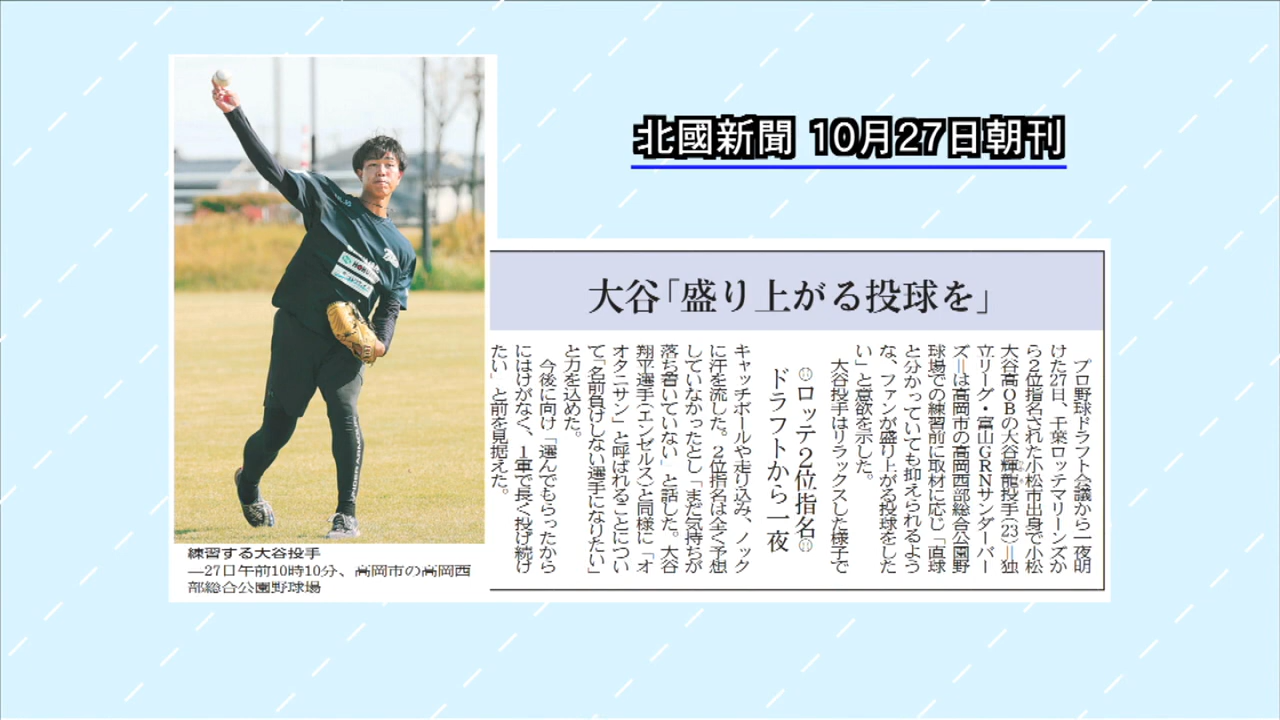 北國新聞 10月27日朝刊
大谷「盛り上がる投球を」
プロ野球ドラフト会議から一夜明
けた27日、千葉ロッテマリーンズか
ら2位指名された小松市出身で小松
大谷高OBの大谷輝龍投手(23)=独
立リーグ・富山GRNサンダーバー
ズ=は高岡市の高岡西部総合公園野
球場での練習前に取材に応じ「直球
と分かっていても抑えられるよう
な、ファンが盛り上がる投球をした
い」と意欲を示した。
大谷投手はリラックスした様子で
ロッテ2位指名
ドラフトから一夜
キャッチボールや走り込み、ノック
に汗を流した。2位指名は全く予想
していなかったとし「まだ気持ちが
落ち着いていない」と話した。大谷
翔平選手(エンゼルス)と同様に「オ
オタニサン」と呼ばれることについ
て「名前負けしない選手になりたい」
と力を込めた。
今後に向け「選んでもらったから
にはけがなく、1軍で長く投げ続け
たい」と前を見据えた。
練習する大谷投手
―27日午前10時10分、高岡市の高岡西
部総合公園野球場